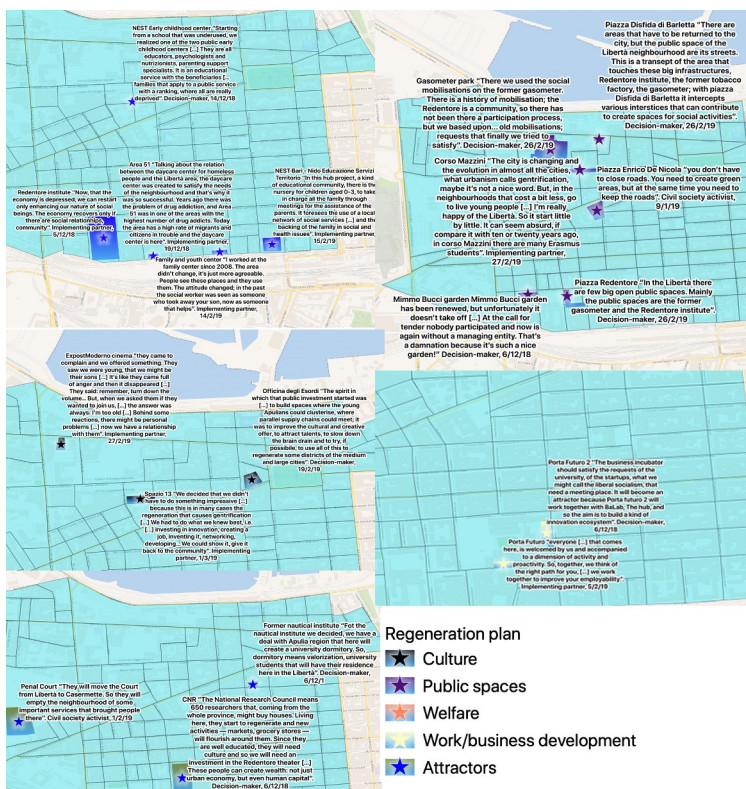 NEST Early childhood center "Starting
from a school that was underused, we
realized one of the two public early
childhood centers [...] They are all
educators, psychologists and
nutrizionists, parenting support
specialists. It is an educational
service with the beneficiaries [...]
families that apply to a public service
with a ranking, where all are really
deprived". Decision-maker, 14/12/18
Area 51 "Talking about the relation
between the daycare center for homeless
people and the Libertà area; the daycare
center was created to satisfy the needs
of the neighbourhood and that's why it
was so successful. Years ago there was
the problem of drug addiction, and Area
51 was in one of the areas with the
highest number of drug addicts. Today
the area has a high rate of migrants and
citizens in trouble and the daycare
center is here". Implementing partner,
19/12/18
NEST-Bari - Nido Educazione Servizi
Territorio "In this hub project, a kind
of educational community, there is the
nursery for children aged 0-3, to take
in charge all the family through
meetings for the assistance of the
parents. It foresees the use of a local
network of social services [...] and the
backing of the family in social and
health issues". Implementing partner,
15/2/19
Redentore institute "Now, that the
economy is depressed, we can restart
only enhancing our nature of social
beings. The economy recovers only if
there are social relations,
community". Implementing partner,
5/12/18
Family and youth center "I worked at the
family center since 2008. The area
didn't change, it's just more agreeable.
People see these places and they use
them. The attitude changed; in the past
the social worker was seen as someone
who took away your son, now as someone
that helps". Implementing partner,
14/2/19
Piazza Disfida di Barletta "There are
areas that have to be returned to the
city, but the public space of the
Libertà neighbourhood are its streets.
This is a transept of the area that
touches these big infrastructures,
Redentore institute, the former tobacco
factory, the gasometer; with piazza
Disfida di Barletta it intercepts
various interstices that can contribute
to create spaces for social activities".
Decision-maker, 26/2/19
Gasometer park "There we used the social
mobilisations on the former gasometer.
There is a history of mobilisation; the
Redentore is a community, so there has
not been there a participation process,
but we based upon... old mobilisations;
requests that finally we tried to
satisfy". Decision-maker, 26/2/19
Corso Mazzini "The city is changing and
the evolution in almost all the cities,
what urbanism calls gentrification,
maybe it's not a nice word. But, in the
neighbourhoods that cost a bit less, go
to live young people [...] I'm really
happy of the Libertà. So it start little
by little. It can seem absurd, if
compare it with ten or twenty years ago,
in corso Mazzini there are many Erasmus
students". Implementing partner,
27/2/19
Piazza Enrico De Nicola "you don't have
to close roads. You need to create green
areas, but at the same time you need to
keep the roads". Civil society activist,
9/1/19
Piazza Redentore "In the Libertà there
are few big open public spaces. Mainly
the public spaces are the former
gasometer and the Redentore institute".
Decision-maker, 26/2/19
Mimmo Bucci garden Mimmo Bucci garden
has been renewed, but unfortunately it
doesn't take off [...] At the call for
tender nobody participated and now is
again without a managing entity. That's
a damnation because it's such a nice
garden!" Decision-maker, 6/12/18
ExpostModerno cinema "they came to
complain and we offered something. They
saw we were young, that we might be
their sons [...] It's like they came full
of anger and then it disappeared [...]
They said: remember, turn down the
volume... But, when we asked them if they
wanted to join us, [...] the answer was
always: I'm too old [...] Behind some
reactions, there might be personal
problems [...] now we have a relationship
with them". Implementing partner,
27/2/19
Officina degli Esordi "The spirit in
which that public investment started was
[...] to build spaces where the young
Apulians could clusterise, where
parallel supply chains could meet; it
was to improve the cultural and creative
offer, to attract talents, to slow down
the brain drain and to try, if
possibile, to use all of this to
regenerate some districts of the medium
and large cities". Decision-maker,
19/2/19
Spazio 13 "We decided that we didn't
have to do something impressive [...]
because this is in many cases the
regeneration that causes gentrification
[...] We had to do what we knew best, i.e.
[...] investing in innovation, creating a
job, inventing it, networking,
developing... We could show it, give it
back to the community". Implementing
partner, 1/3/19
Porta Futuro 2 "The business incubator
should satisfy the requests of the
university, of the startups, what we
might call the liberal socialism, that
need a meeting place. It will become an
attractor because Porta futuro 2 will
work together with BaLab, The hub, and
so the aim is to build a kind of
innovation ecosystem". Decision-maker,
6/12/18
Porta Futuro "everyone [...] that comes
here, is welcomed by us and accompanied
to a dimension of activity and
proactivity. So, together, we think of
the right path for you, [...] we work
together to improve your employability".
Implementing partner, 5/2/19
Former nautical institute "Fot the
nautical institute we decided, we have a
deal with Apulia region that here will
create a university dormitory. So,
dormitory means valorization, university
students that will have their residence
here in the Libertà". Decision-maker,
6/12/1
Penal Court "They will move the Court
from Libertà to Casermette. So they will
empty the neighbourhood of some
important services that brought people
there". Civil society activist, 1/2/19
CNR "The National Research Council means
650 researchers that, coming from the
whole province, might buy houses. Living
here, they start to regenerate and new
activities — markets, grocery stores —
will flourish around them. Since they
are well educated, they will need
culture and so we will need an
investment in the Redentore theater [...]
These people can create wealth: not just
urban economy, but even human capital".
Decision-maker, 6/12/18
Regeneration plan
Culture
Public spaces
Welfare
Work/business development
Attractors